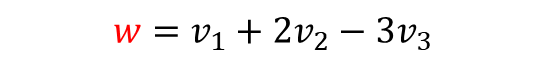 w = v₁ + 2v₂ − 3v₃